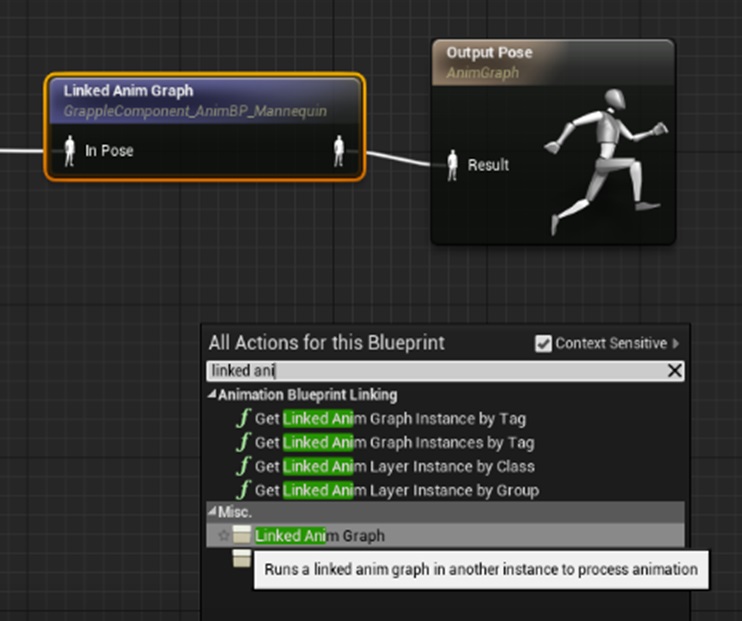 Linked Anim Graph
GrappleComponent_AnimBP_Mannequin
In Pose
Output Pose
AnimGraph
Result
All Actions for this Blueprint
Context Sensitive
linked ani
Animation Blueprint Linking
Get Linked Anim Graph Instance by Tag
Get Linked Anim Graph Instances by Tag
Get Linked Anim Layer Instance by Class
Get Linked Anim Layer Instance by Group
Misc.
Linked Anim Graph
Runs a linked anim graph in another instance to process animation